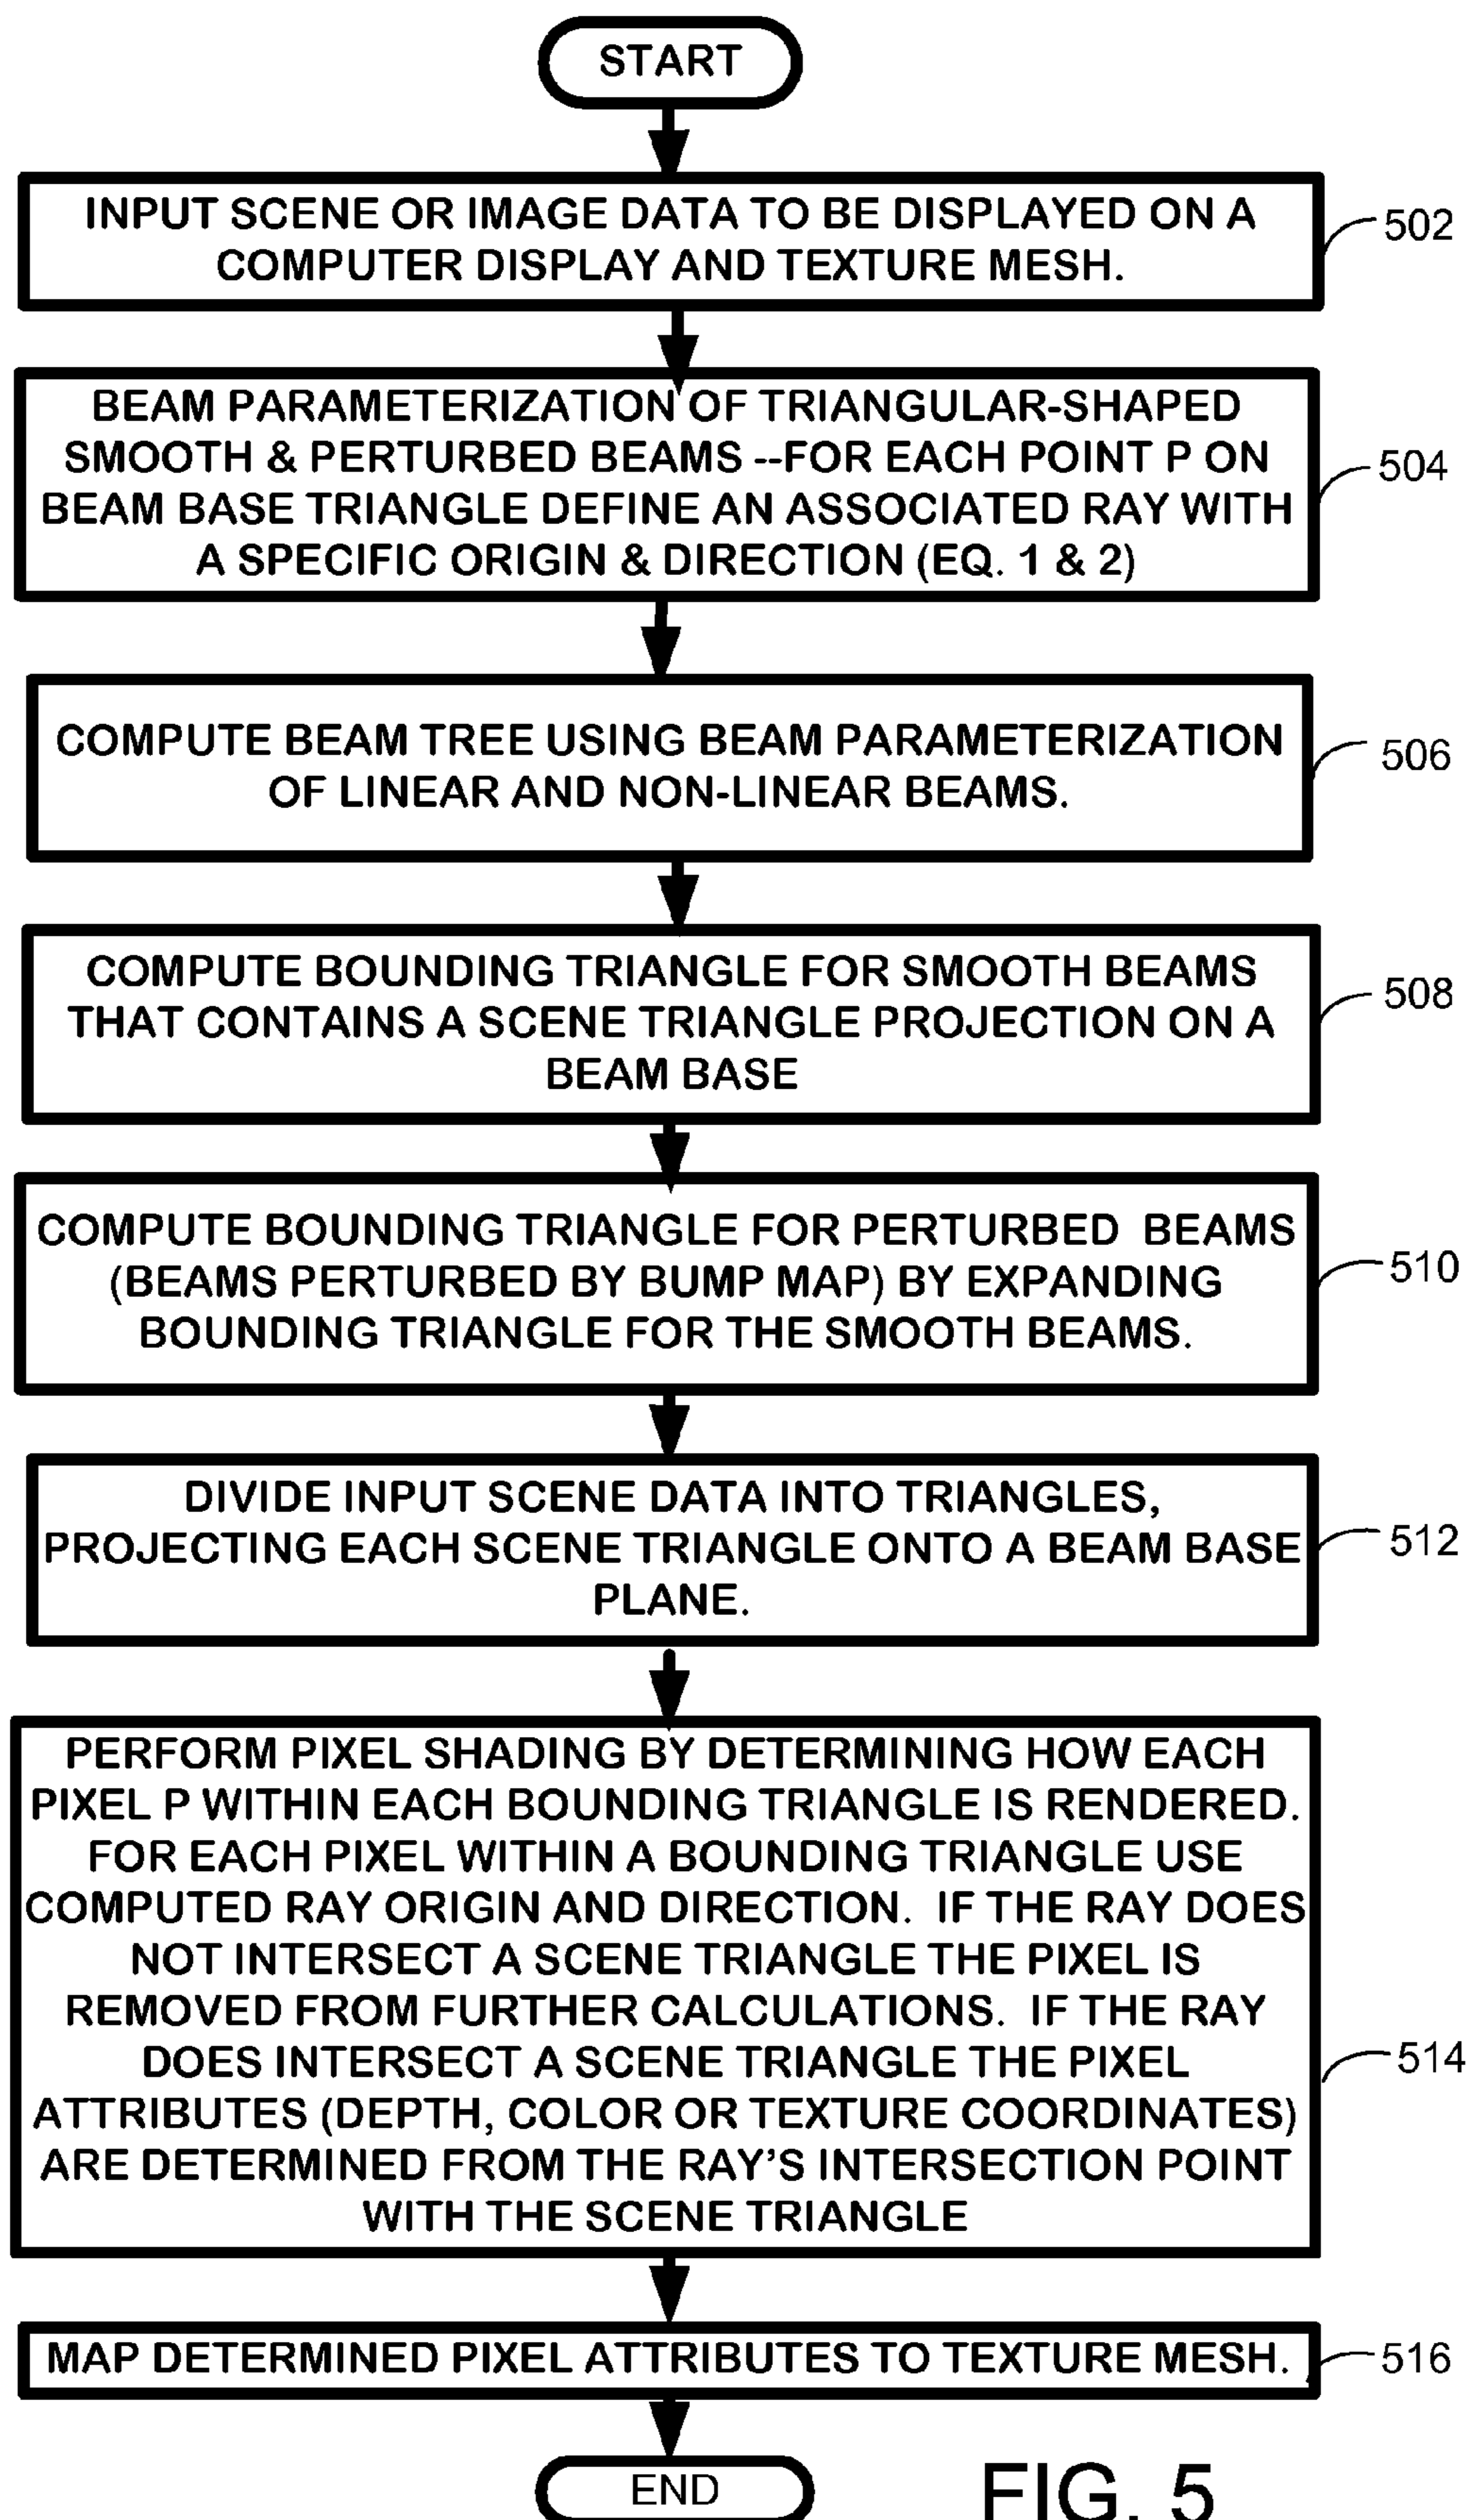 START
INPUT SCENE OR IMAGE DATA TO BE DISPLAYED ON A
COMPUTER DISPLAY AND TEXTURE MESH.
502
BEAM PARAMETERIZATION OF TRIANGULAR-SHAPED
SMOOTH & PERTURBED BEAMS --FOR EACH POINT P ON
BEAM BASE TRIANGLE DEFINE AN ASSOCIATED RAY WITH
A SPECIFIC ORIGIN & DIRECTION (EQ. 1 & 2)
504
COMPUTE BEAM TREE USING BEAM PARAMETERIZATION
OF LINEAR AND NON-LINEAR BEAMS.
506
COMPUTE BOUNDING TRIANGLE FOR SMOOTH BEAMS
THAT CONTAINS A SCENE TRIANGLE PROJECTION ON A
BEAM BASE
508
COMPUTE BOUNDING TRIANGLE FOR PERTURBED BEAMS
(BEAMS PERTURBED BY BUMP MAP) BY EXPANDING
BOUNDING TRIANGLE FOR THE SMOOTH BEAMS.
510
DIVIDE INPUT SCENE DATA INTO TRIANGLES,
PROJECTING EACH SCENE TRIANGLE ONTO A BEAM BASE
PLANE.
512
PERFORM PIXEL SHADING BY DETERMINING HOW EACH
PIXEL P WITHIN EACH BOUNDING TRIANGLE IS RENDERED.
FOR EACH PIXEL WITHIN A BOUNDING TRIANGLE USE
COMPUTED RAY ORIGIN AND DIRECTION. IF THE RAY DOES
NOT INTERSECT A SCENE TRIANGLE THE PIXEL IS
REMOVED FROM FURTHER CALCULATIONS. IF THE RAY
DOES INTERSECT A SCENE TRIANGLE THE PIXEL
ATTRIBUTES (DEPTH, COLOR OR TEXTURE COORDINATES)
ARE DETERMINED FROM THE RAY'S INTERSECTION POINT
WITH THE SCENE TRIANGLE
514
MAP DETERMINED PIXEL ATTRIBUTES TO TEXTURE MESH.
516
END
FIG. 5